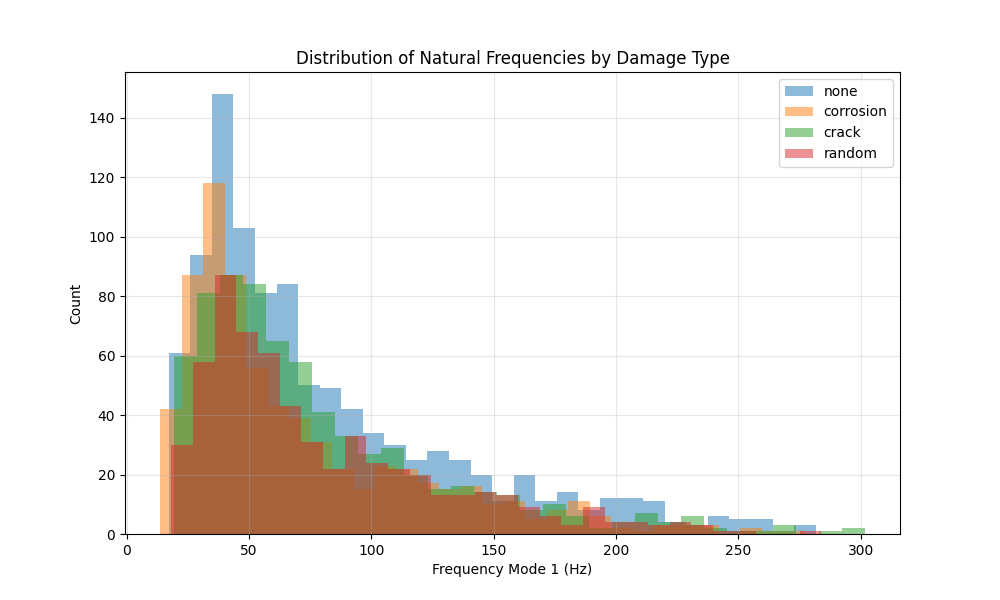 Distribution of Natural Frequencies by Damage Type
none
corrosion
crack
random
140
120
100
80
60
40
20
0
Count
0 50 100 150 200 250 300
Frequency Mode 1 (Hz)